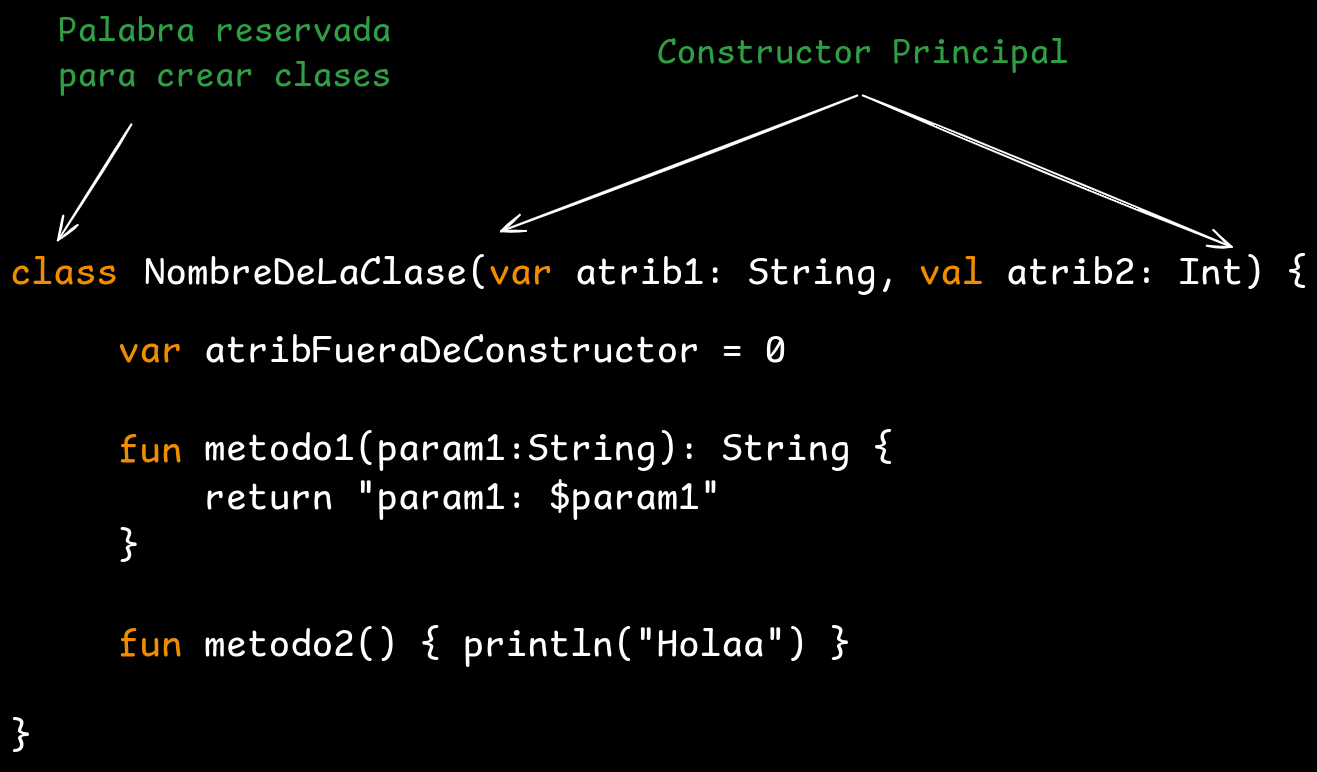 Palabra reservada
para crear clases
Constructor Principal
class NombreDeLaClase(var atrib1: String, val atrib2: Int) {
var atribFueraDeConstructor = 0
fun metodo1(param1:String): String {
return "param1: $param1"
}
fun metodo2() { println("Holaa") }
}